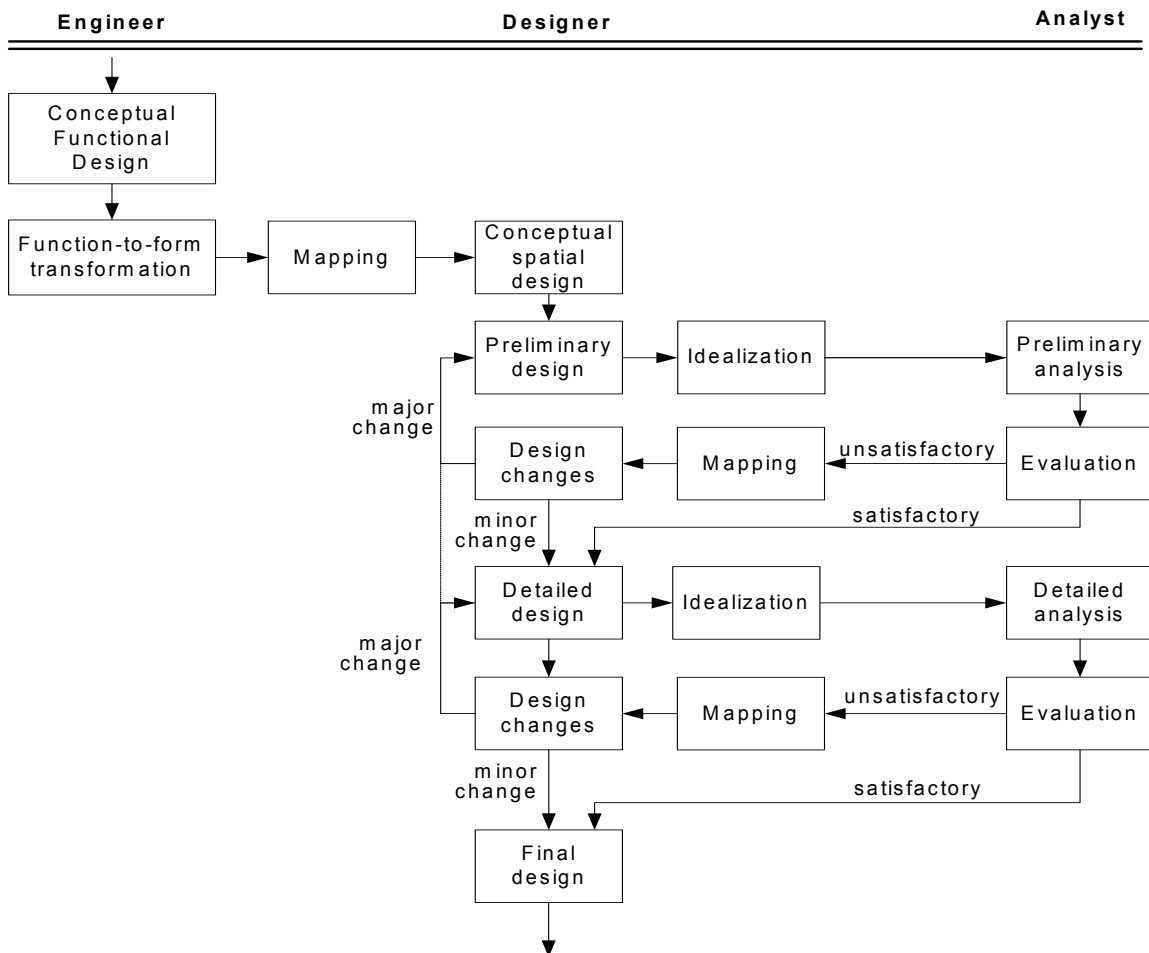 Engineer
Designer
Analyst
Conceptual
Functional
Design
Function-to-form
transformation
Mapping
Conceptual
spatial
design
Preliminary
design
Idealization
Preliminary
analysis
major
change
Design
changes
Mapping
unsatisfactory
Evaluation
minor
change
satisfactory
Detailed
design
Idealization
Detailed
analysis
major
change
Design
changes
Mapping
unsatisfactory
Evaluation
minor
change
satisfactory
Final
design